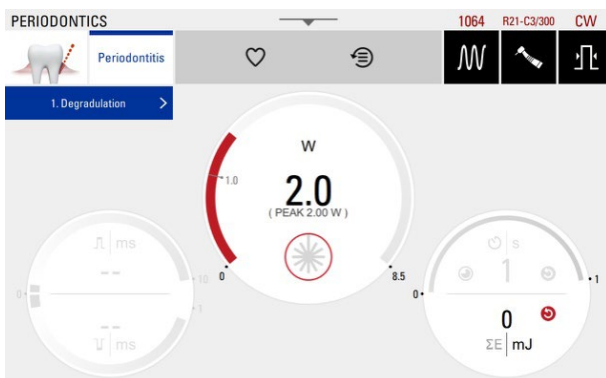 PERIODONTICS
1064 R21-C3/300 CW
Periodontitis
1. Degradulation
W
1.0
2.0
( PEAK 2.00 W )
0 8.5
ms
--
10
0
1
--
ms
s
1
0 1
0
ΣE mJ